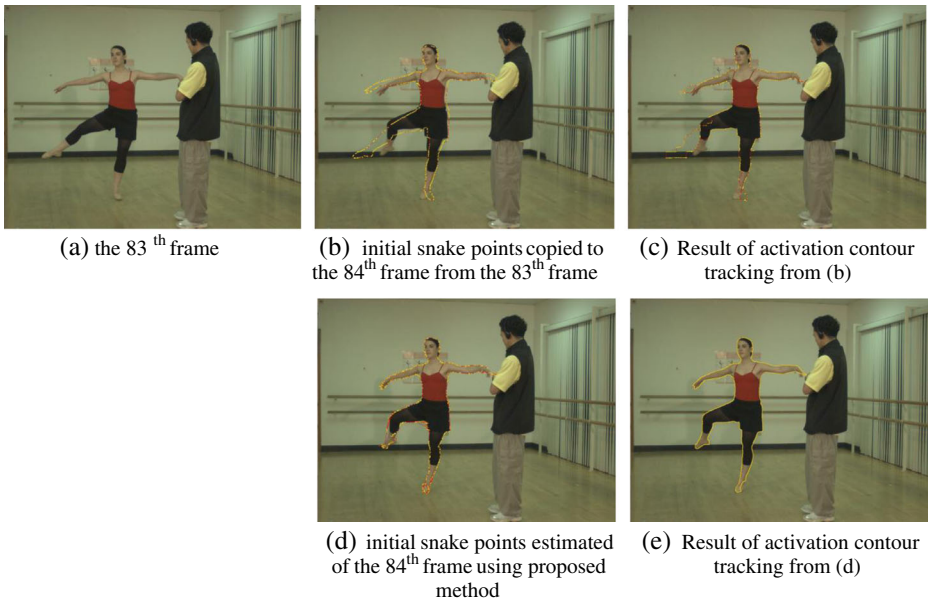 (a) the 83 th frame
(b) initial snake points copied to
the 84th frame from the 83th frame
(c) Result of activation contour
tracking from (b)
(d) initial snake points estimated
of the 84th frame using proposed
method
(e) Result of activation contour
tracking from (d)